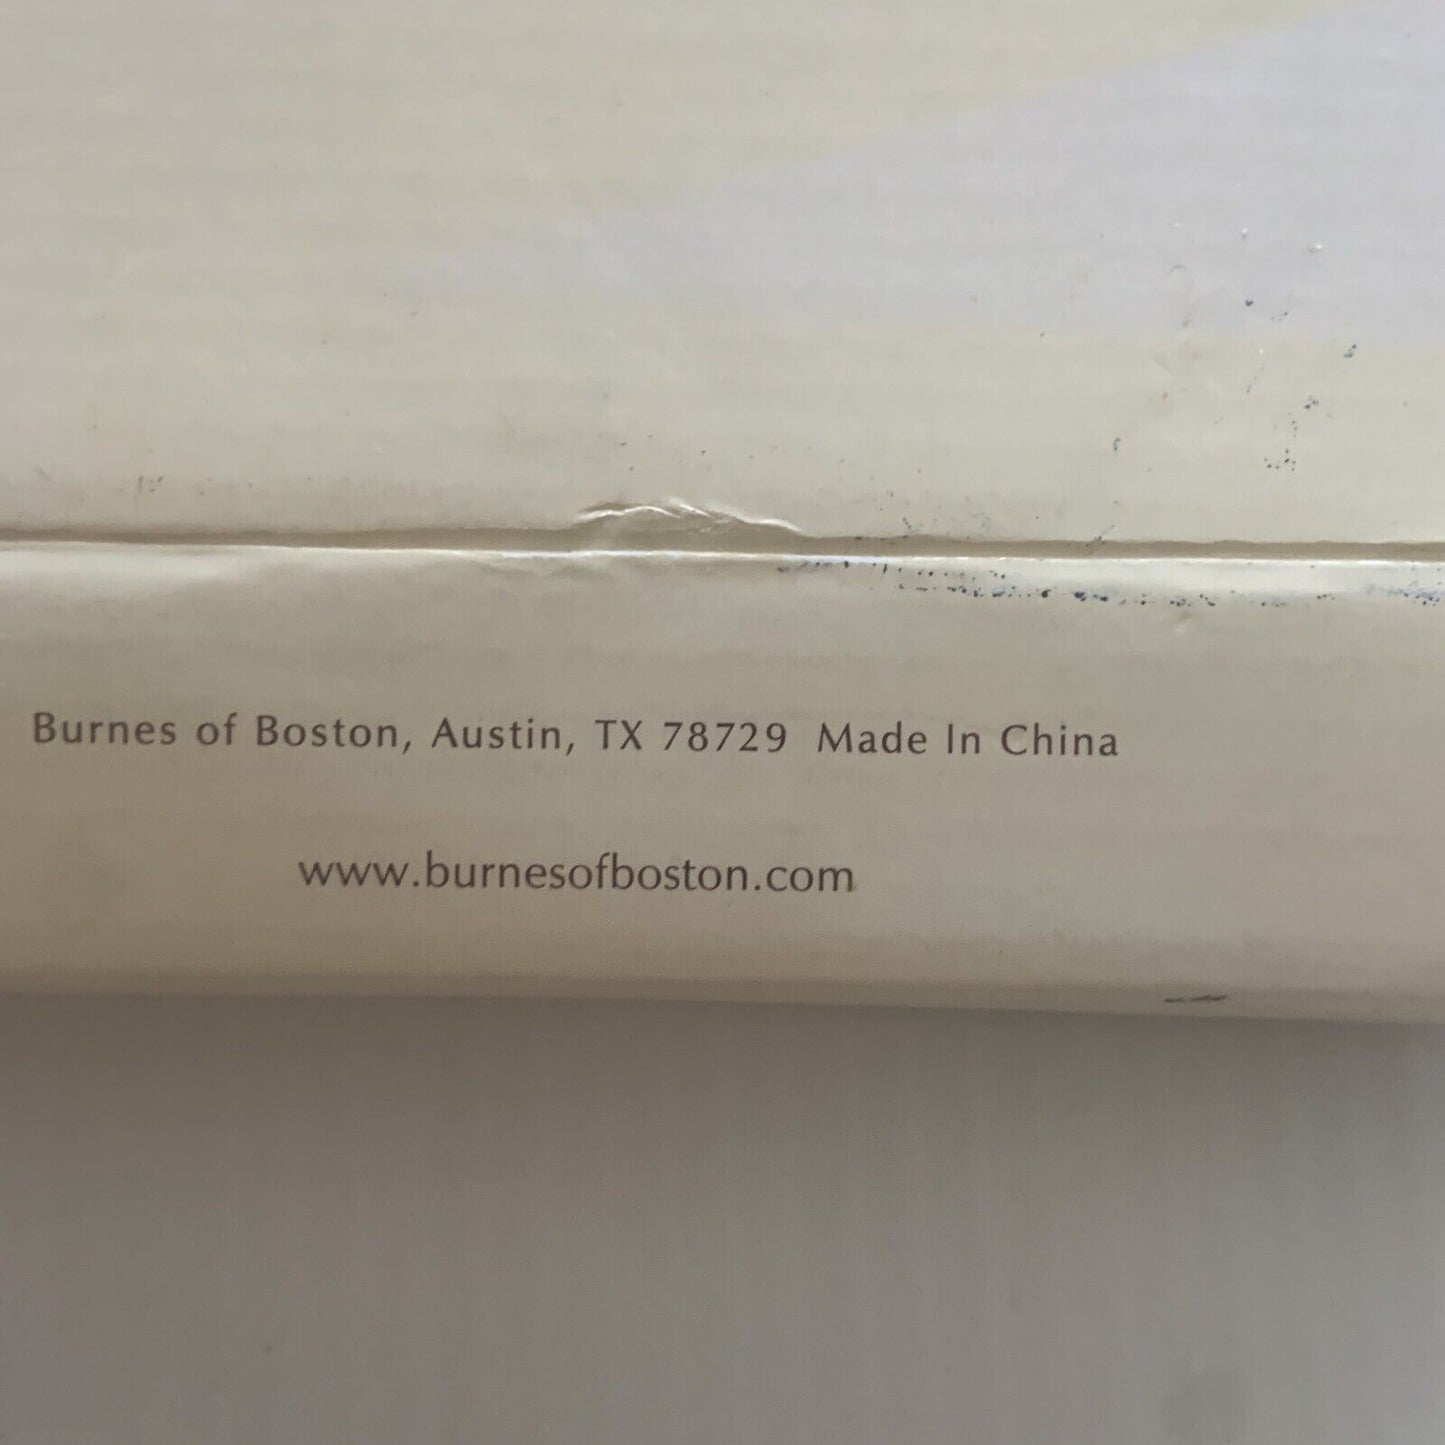 Burnes of Boston, Austin, TX 78729 Made In China
www.burnesofboston.com